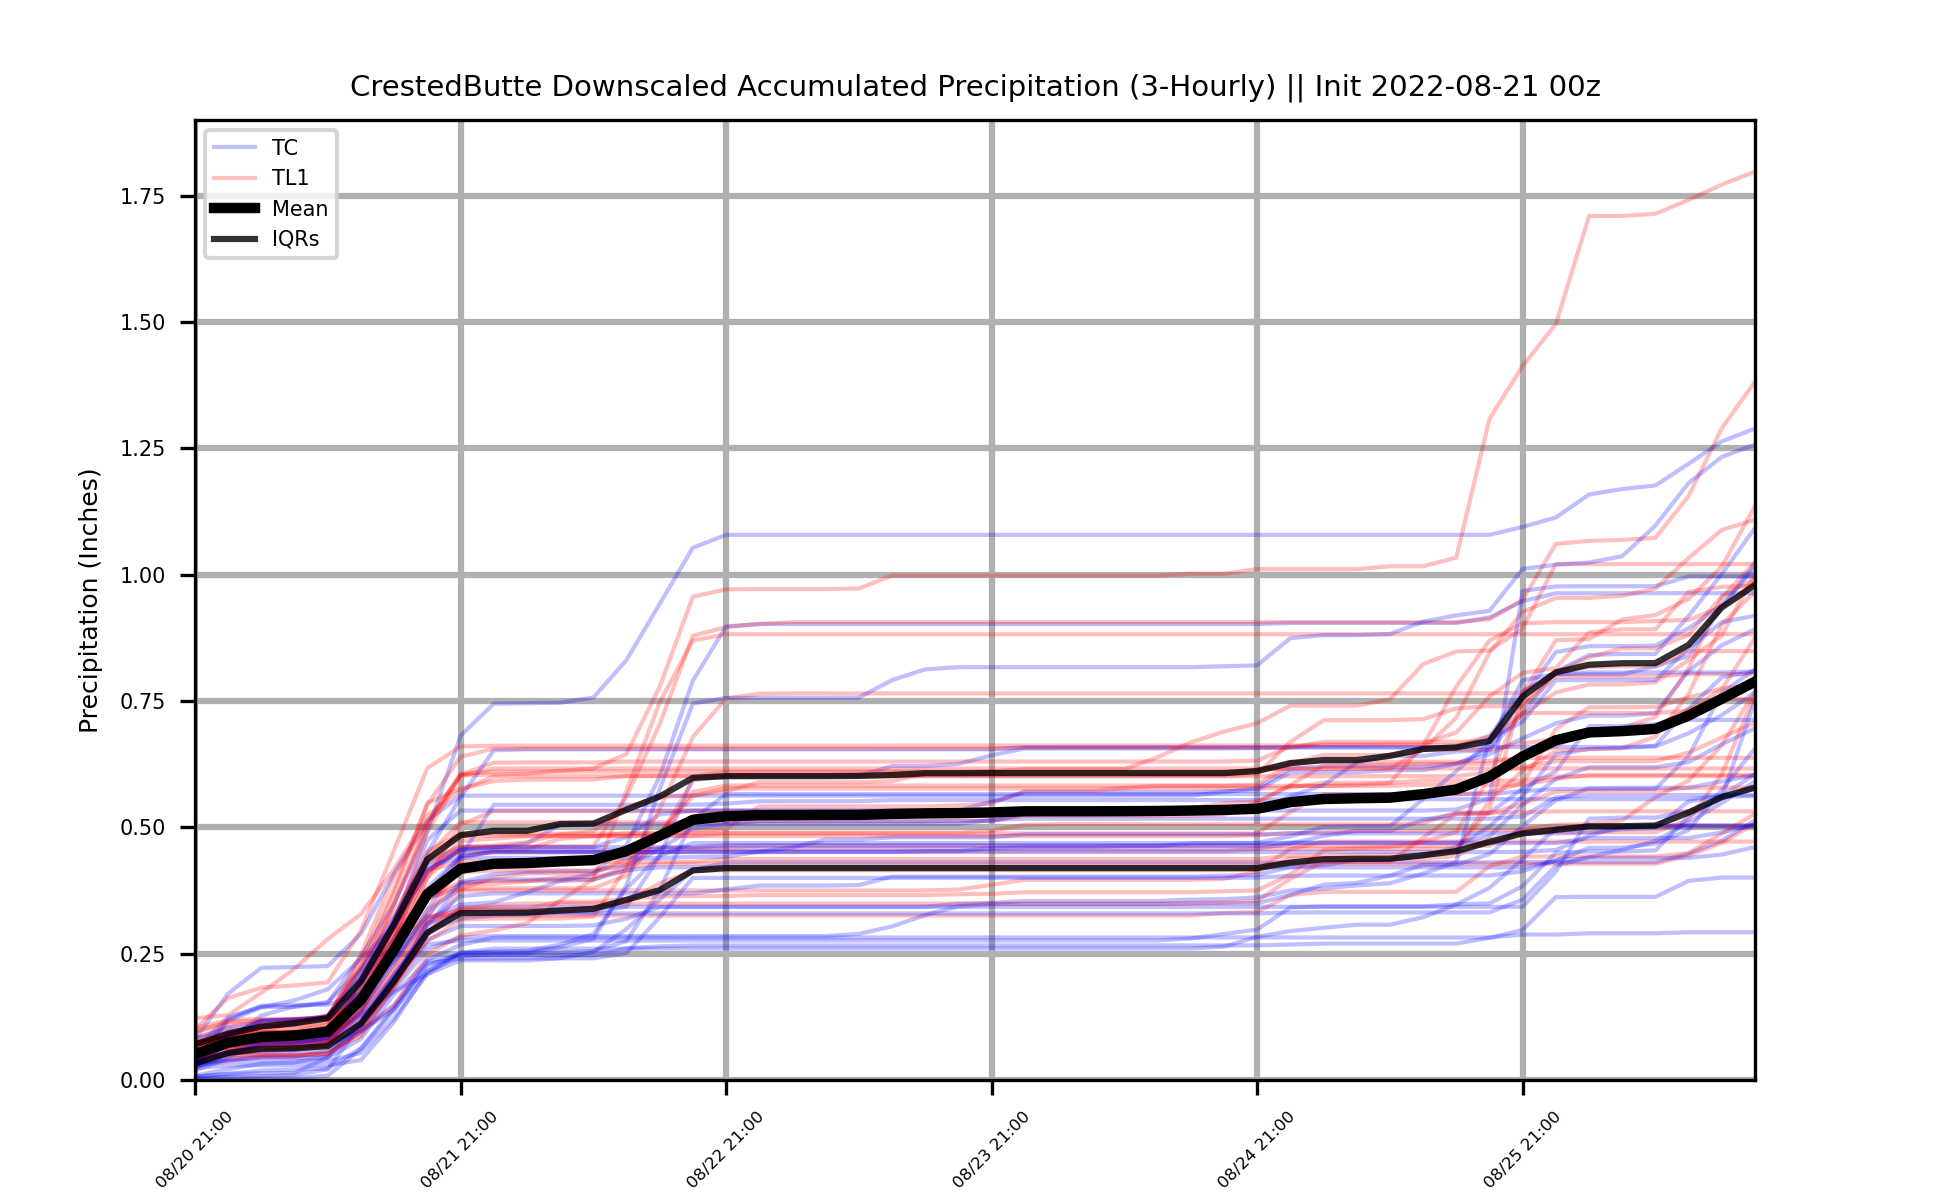 CrestedButte Downscaled Accumulated Precipitation (3-Hourly) || Init 2022-08-21 00z
TC
TL1
Mean
IQRs
Precipitation (Inches)
1.75
1.50
1.25
1.00
0.75
0.50
0.25
0.00
08/20 21:00
08/21 21:00
08/22 21:00
08/23 21:00
08/24 21:00
08/25 21:00